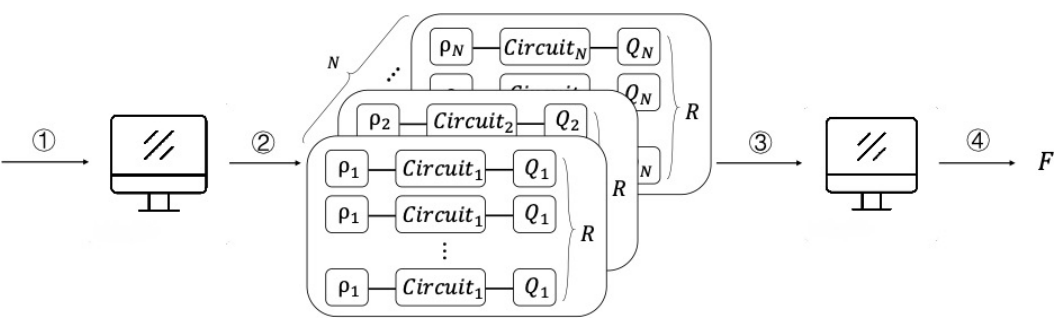 N
ρ_N Circuit_N Q_N
Q_N
R
① ② ρ_2 Circuit_2 Q_2 ③ ④
ρ_1 Circuit_1 Q_1 N F
R
ρ_1 Circuit_1 Q_1 R
⋮
ρ_1 Circuit_1 Q_1